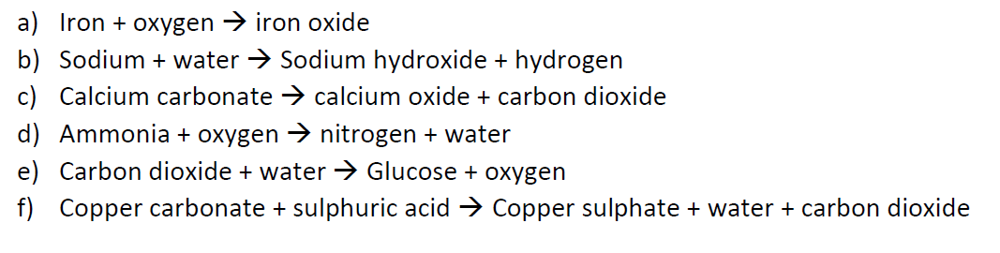 a) Iron + oxygen → iron oxide
b) Sodium + water → Sodium hydroxide + hydrogen
c) Calcium carbonate → calcium oxide + carbon dioxide
d) Ammonia + oxygen → nitrogen + water
e) Carbon dioxide + water → Glucose + oxygen
f) Copper carbonate + sulphuric acid → Copper sulphate + water + carbon dioxide